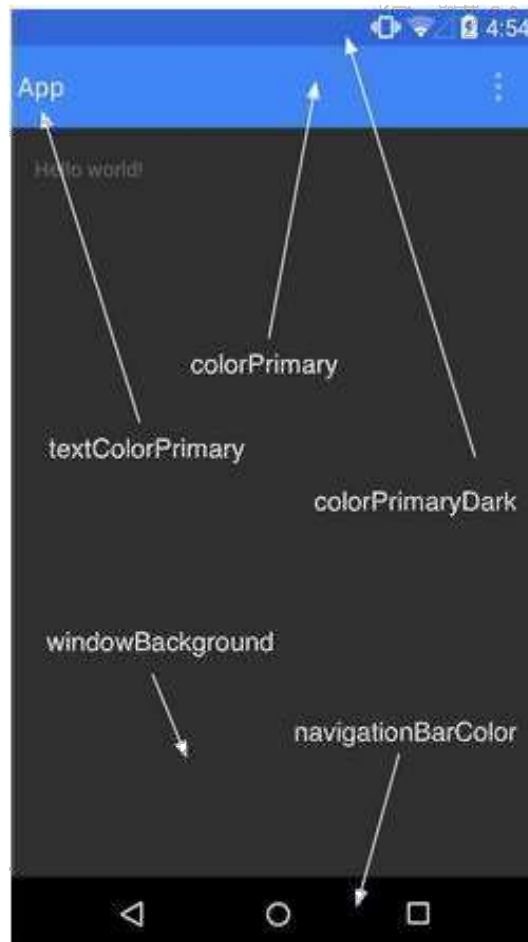 4:54
App
Hello world!
colorPrimary
textColorPrimary
colorPrimaryDark
windowBackground
navigationBarColor